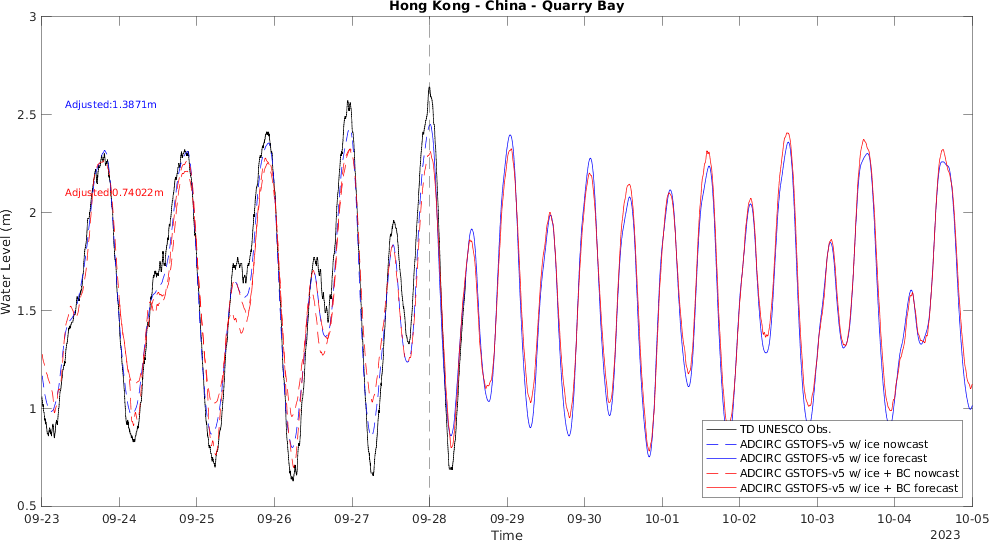 Hong Kong - China - Quarry Bay
3
2.5
2
1.5
1
0.5
Water Level (m)
Adjusted:1.3871m
Adjusted:0.74022m
TD UNESCO Obs.
ADCIRC GSTOFS-v5 w/ ice nowcast
ADCIRC GSTOFS-v5 w/ ice forecast
ADCIRC GSTOFS-v5 w/ ice + BC nowcast
ADCIRC GSTOFS-v5 w/ ice + BC forecast
09-23 09-24 09-25 09-26 09-27 09-28 09-29 09-30 10-01 10-02 10-03 10-04 10-05
Time
2023